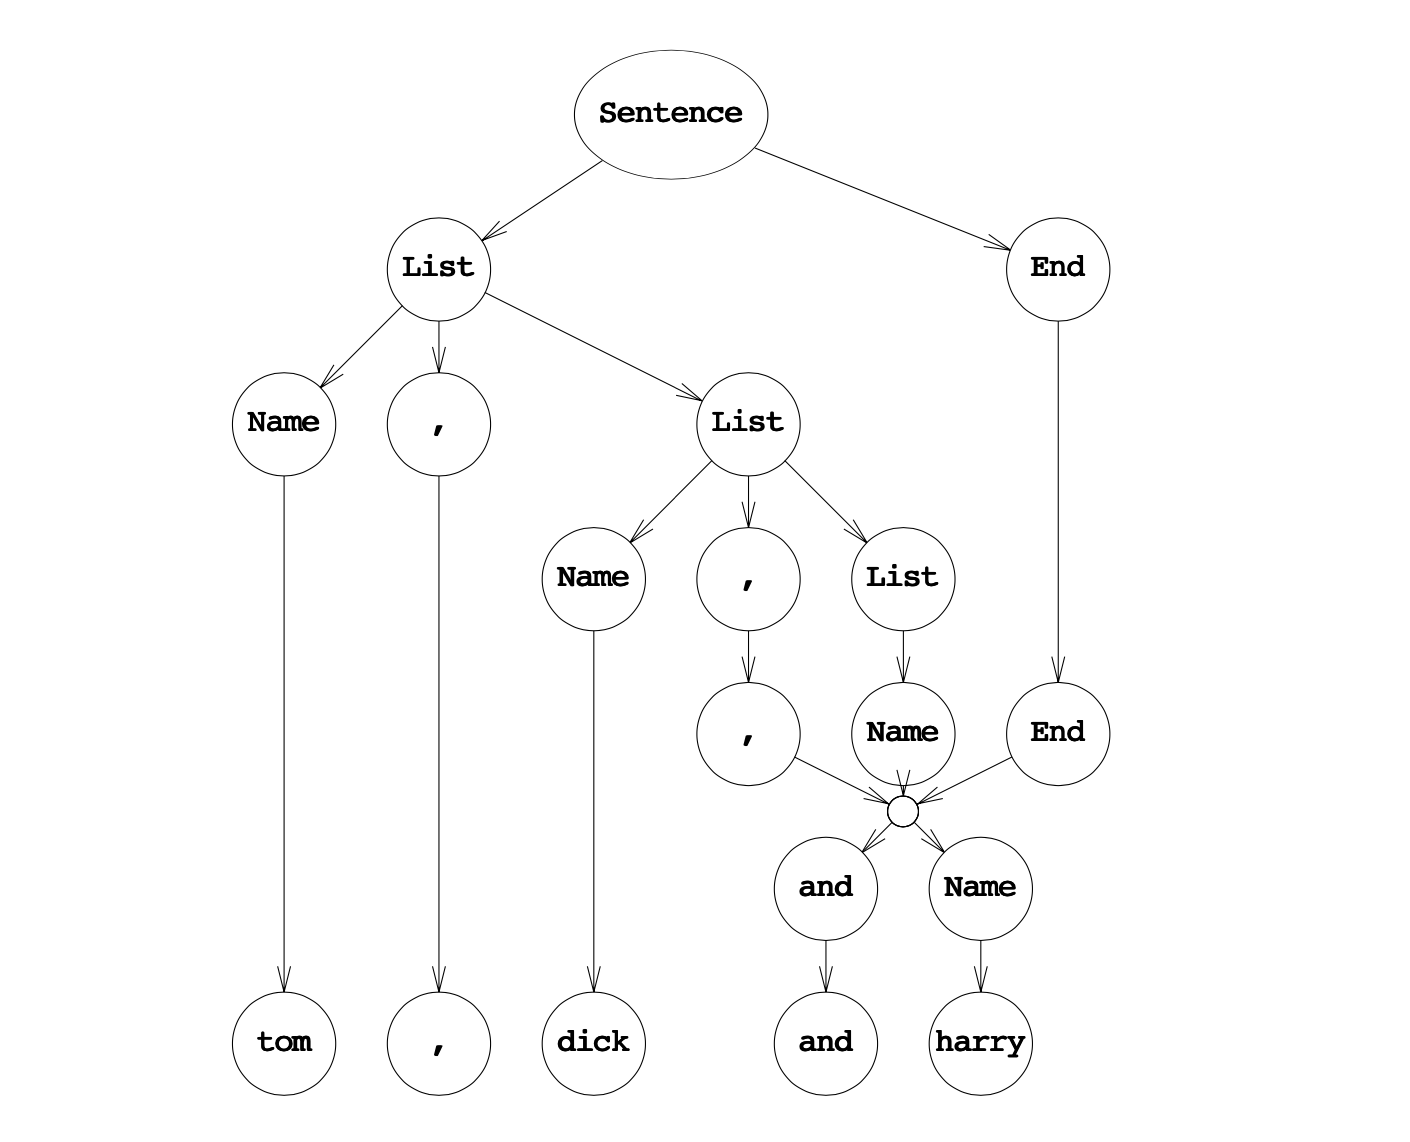 Sentence
List End
Name , List
Name , List
, Name End
and Name
tom , dick and harry